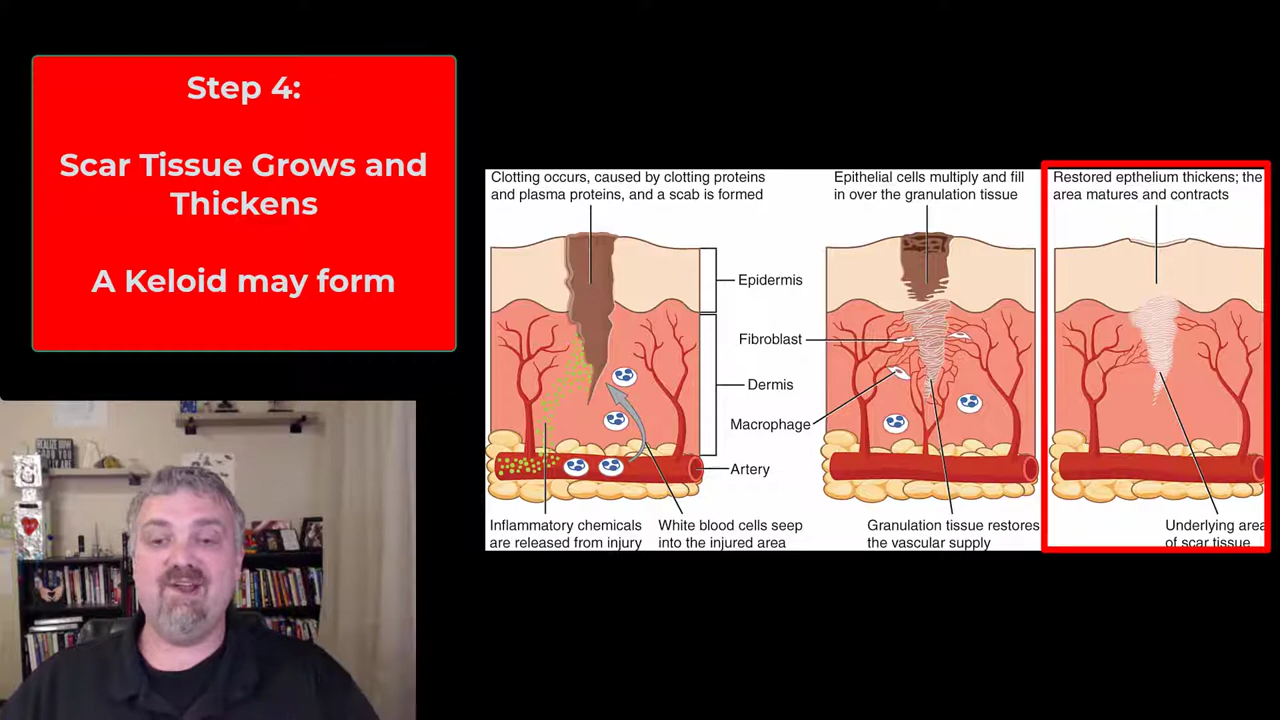 Step 4:
Scar Tissue Grows and
Thickens
A Keloid may form
Clotting occurs, caused by clotting proteins
and plasma proteins, and a scab is formed
Epithelial cells multiply and fill
in over the granulation tissue
Restored epthelium thickens; the
area matures and contracts
Epidermis
Fibroblast
Dermis
Macrophage
Artery
Inflammatory chemicals
are released from injury
White blood cells seep
into the injured area
Granulation tissue restores
the vascular supply
Underlying area
of scar tissue